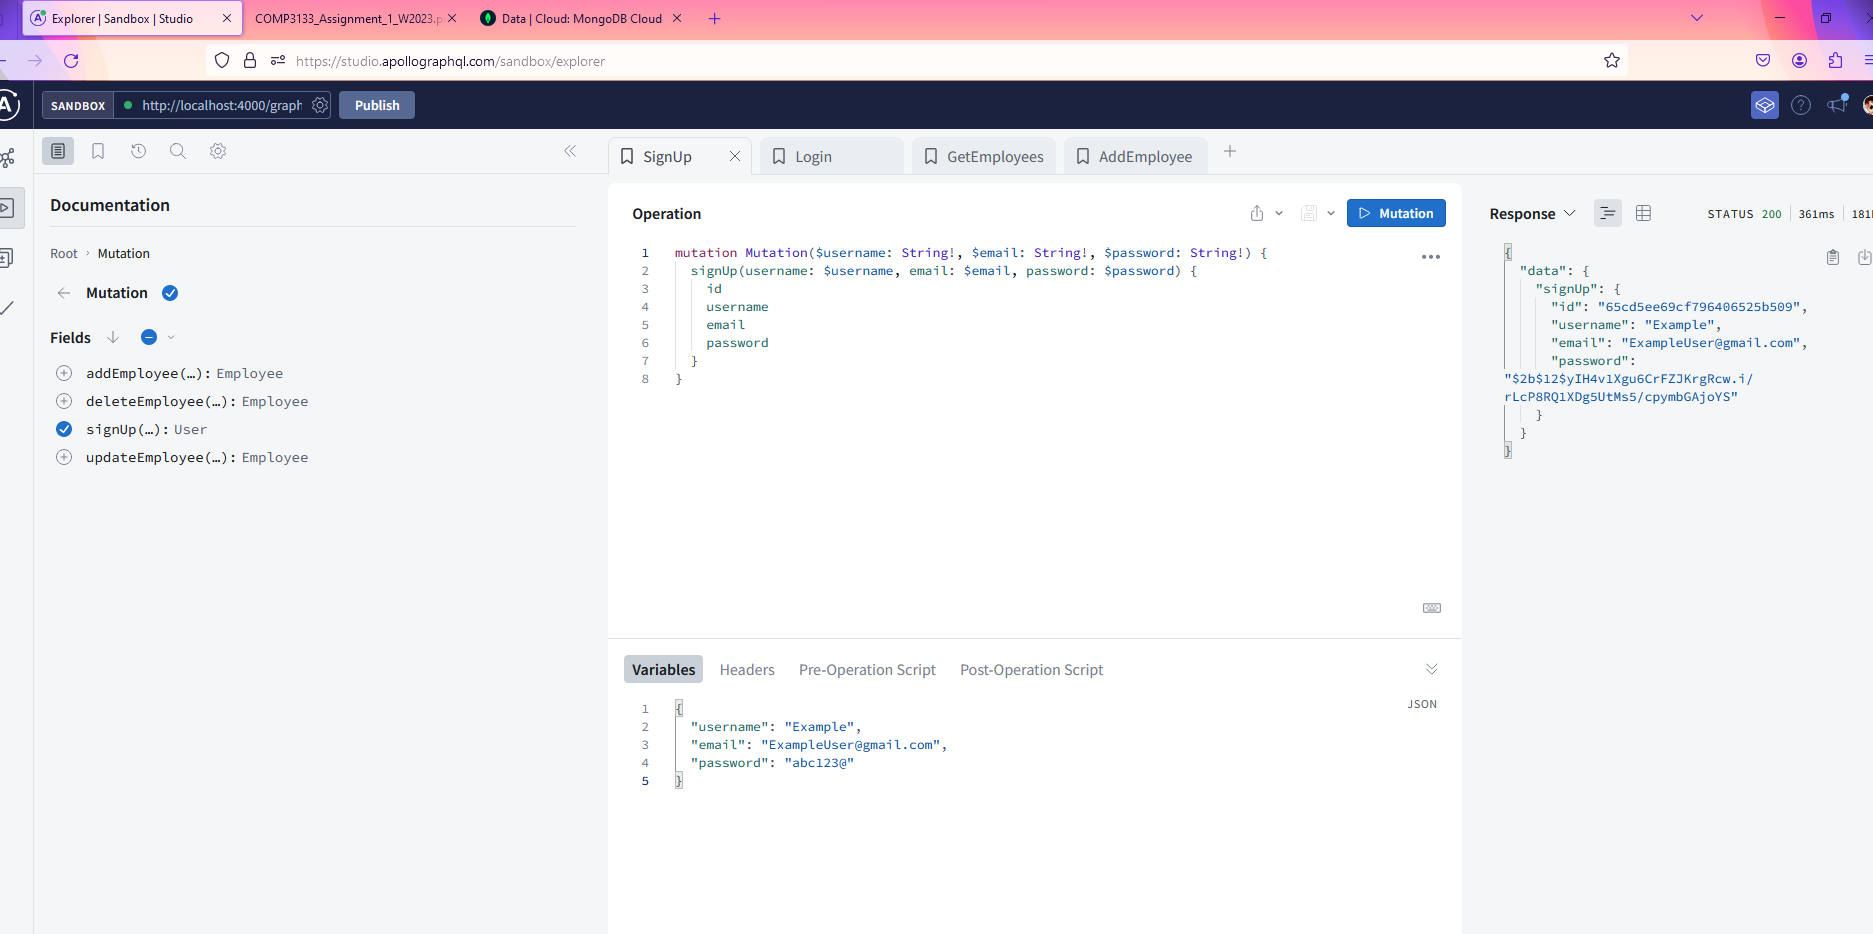 Explorer | Sandbox | Studio
COMP3133_Assignment_1_W2023.p
Data | Cloud: MongoDB Cloud
https://studio.apollographql.com/sandbox/explorer
SANDBOX
http://localhost:4000/graph
Publish
SignUp
Login
GetEmployees
AddEmployee
Documentation
Root › Mutation
Mutation
Fields
addEmployee(…): Employee
deleteEmployee(…): Employee
signUp(…): User
updateEmployee(…): Employee
Operation
Mutation
1 mutation Mutation($username: String!, $email: String!, $password: String!) {
2 signUp(username: $username, email: $email, password: $password) {
3 id
4 username
5 email
6 password
7 }
8 }
Variables
Headers
Pre-Operation Script
Post-Operation Script
JSON
1 {
2 "username": "Example",
3 "email": "ExampleUser@gmail.com",
4 "password": "abc123@"
5 }
Response
STATUS 200
361ms
181
{
"data": {
"signUp": {
"id": "65cd5ee69cf796406525b509",
"username": "Example",
"email": "ExampleUser@gmail.com",
"password":
"$2b$12$yIH4v1Xgu6CrFZJKrgRcw.i/
rLcP8RQ1XDg5UtMs5/cpymbGAjoYS"
}
}
}